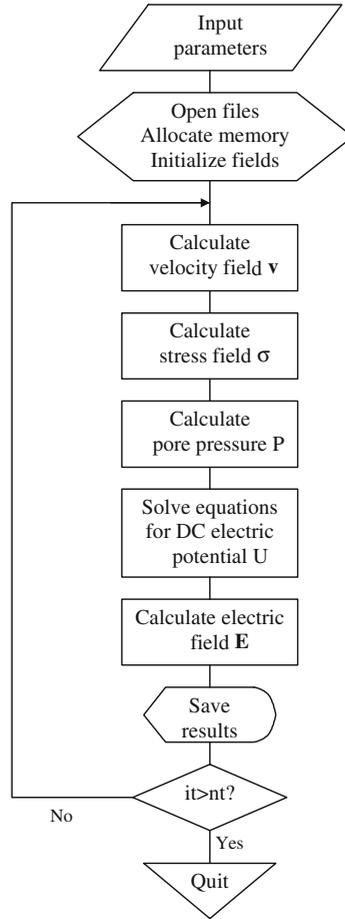 Input
parameters
Open files
Allocate memory
Initialize fields
Calculate
velocity field v
Calculate
stress field σ
Calculate
pore pressure P
Solve equations
for DC electric
potential U
Calculate electric
field E
Save
results
it>nt?
No
Yes
Quit